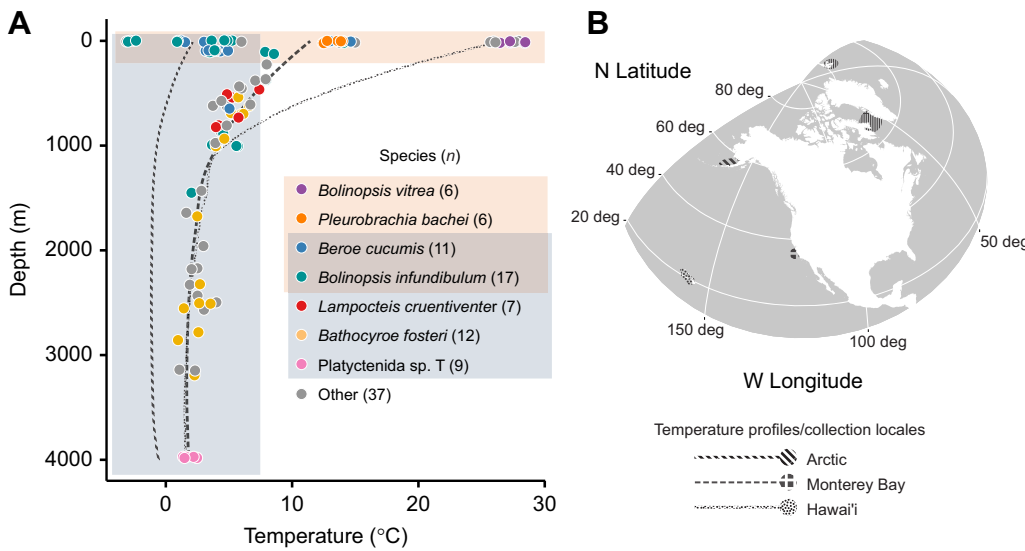 A
0
1000
2000
3000
4000
Depth (m)
0
10
20
30
Temperature (°C)
Species (n)
Bolinopsis vitrea (6)
Pleurobrachia bachei (6)
Beroe cucumis (11)
Bolinopsis infundibulum (17)
Lampocteis cruentiventer (7)
Bathocyroe fosteri (12)
Platyctenida sp. T (9)
Other (37)
B
N Latitude
80 deg
60 deg
40 deg
20 deg
150 deg
100 deg
50 deg
W Longitude
Temperature profiles/collection locales
Arctic
Monterey Bay
Hawai'i